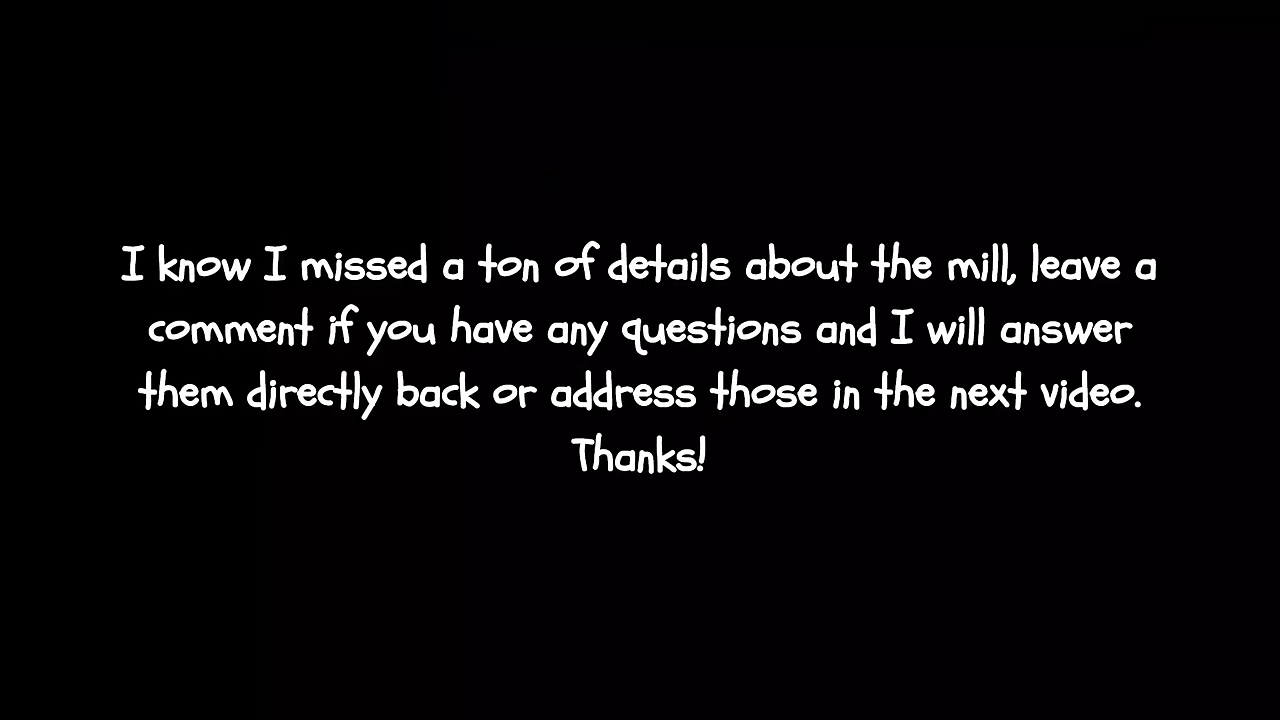 I know I missed a ton of details about the mill, leave a
comment if you have any questions and I will answer
them directly back or address those in the next video.
Thanks!